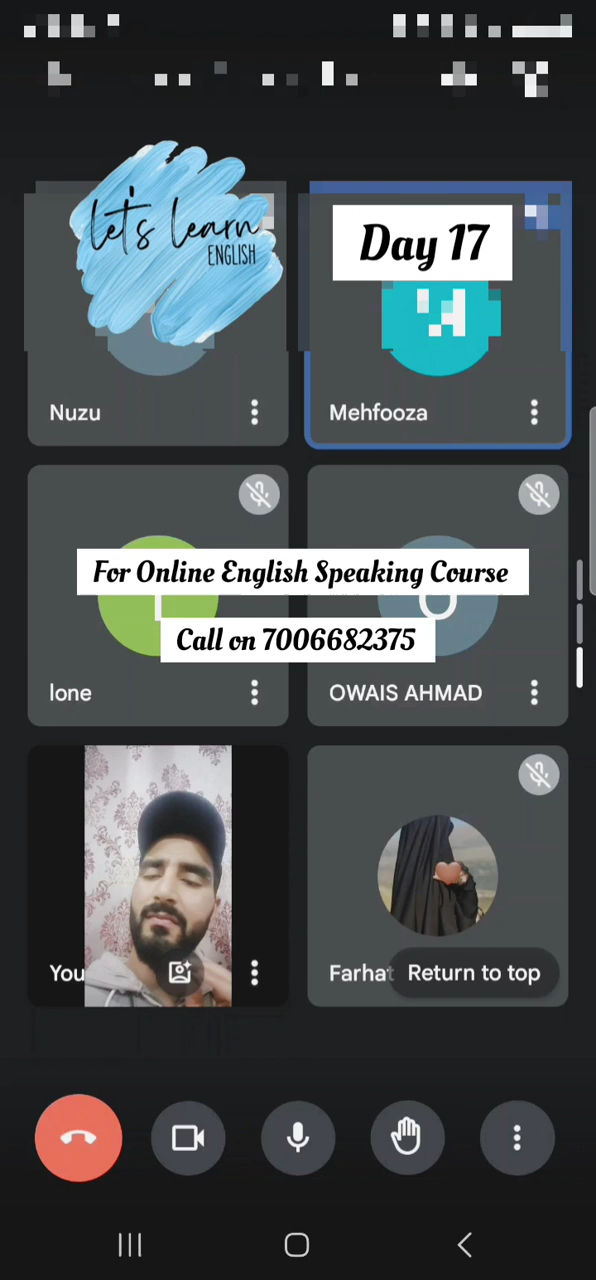 let's learn
ENGLISH
Day 17
Nuzu
Mehfooza
For Online English Speaking Course
Call on 7006682375
lone
OWAIS AHMAD
You
Farhat
Return to top